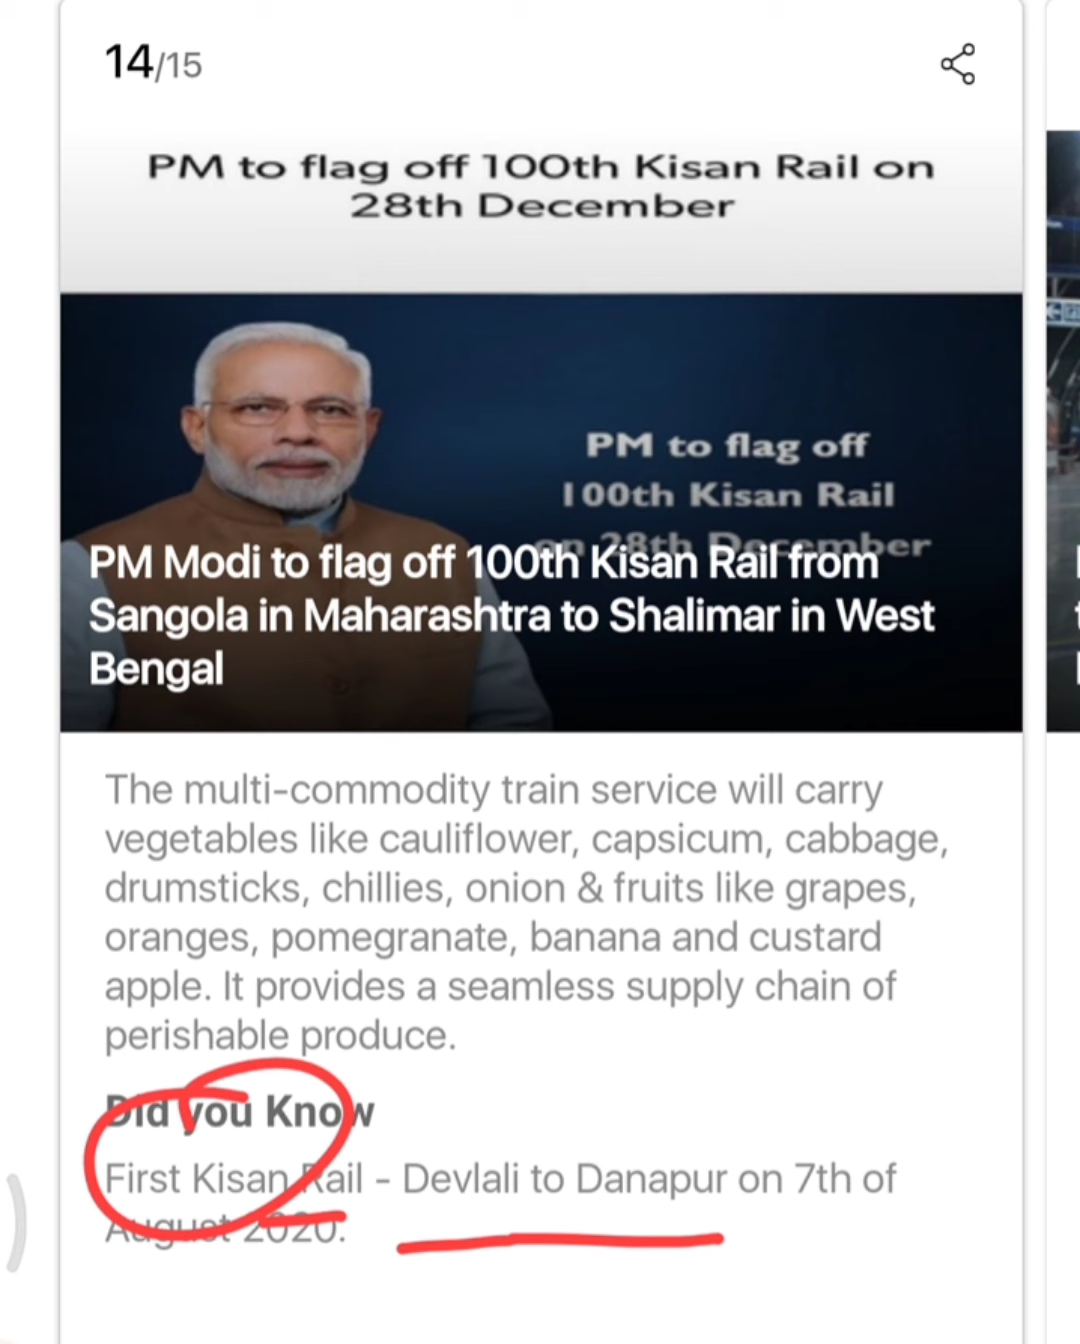 14/15
PM to flag off 100th Kisan Rail on
28th December
PM to flag off
100th Kisan Rail
on 28th December
PM Modi to flag off 100th Kisan Rail from
Sangola in Maharashtra to Shalimar in West
Bengal
The multi-commodity train service will carry
vegetables like cauliflower, capsicum, cabbage,
drumsticks, chillies, onion & fruits like grapes,
oranges, pomegranate, banana and custard
apple. It provides a seamless supply chain of
perishable produce.
Did you Know
First Kisan Rail - Devlali to Danapur on 7th of
August 2020.